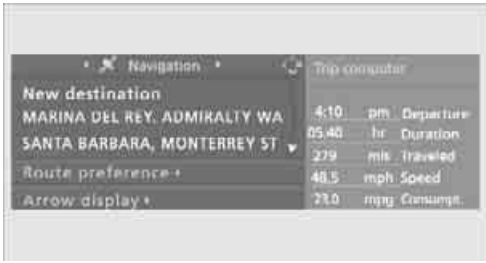 Navigation
New destination
MARINA DEL REY, ADMIRALTY WA
SANTA BARBARA, MONTERREY ST
Route preference
Arrow display
Trip computer
4:10 pm Departure
05.40 hr Duration
279 mls Traveled
48.5 mph Speed
23.0 mpg Consumpt.